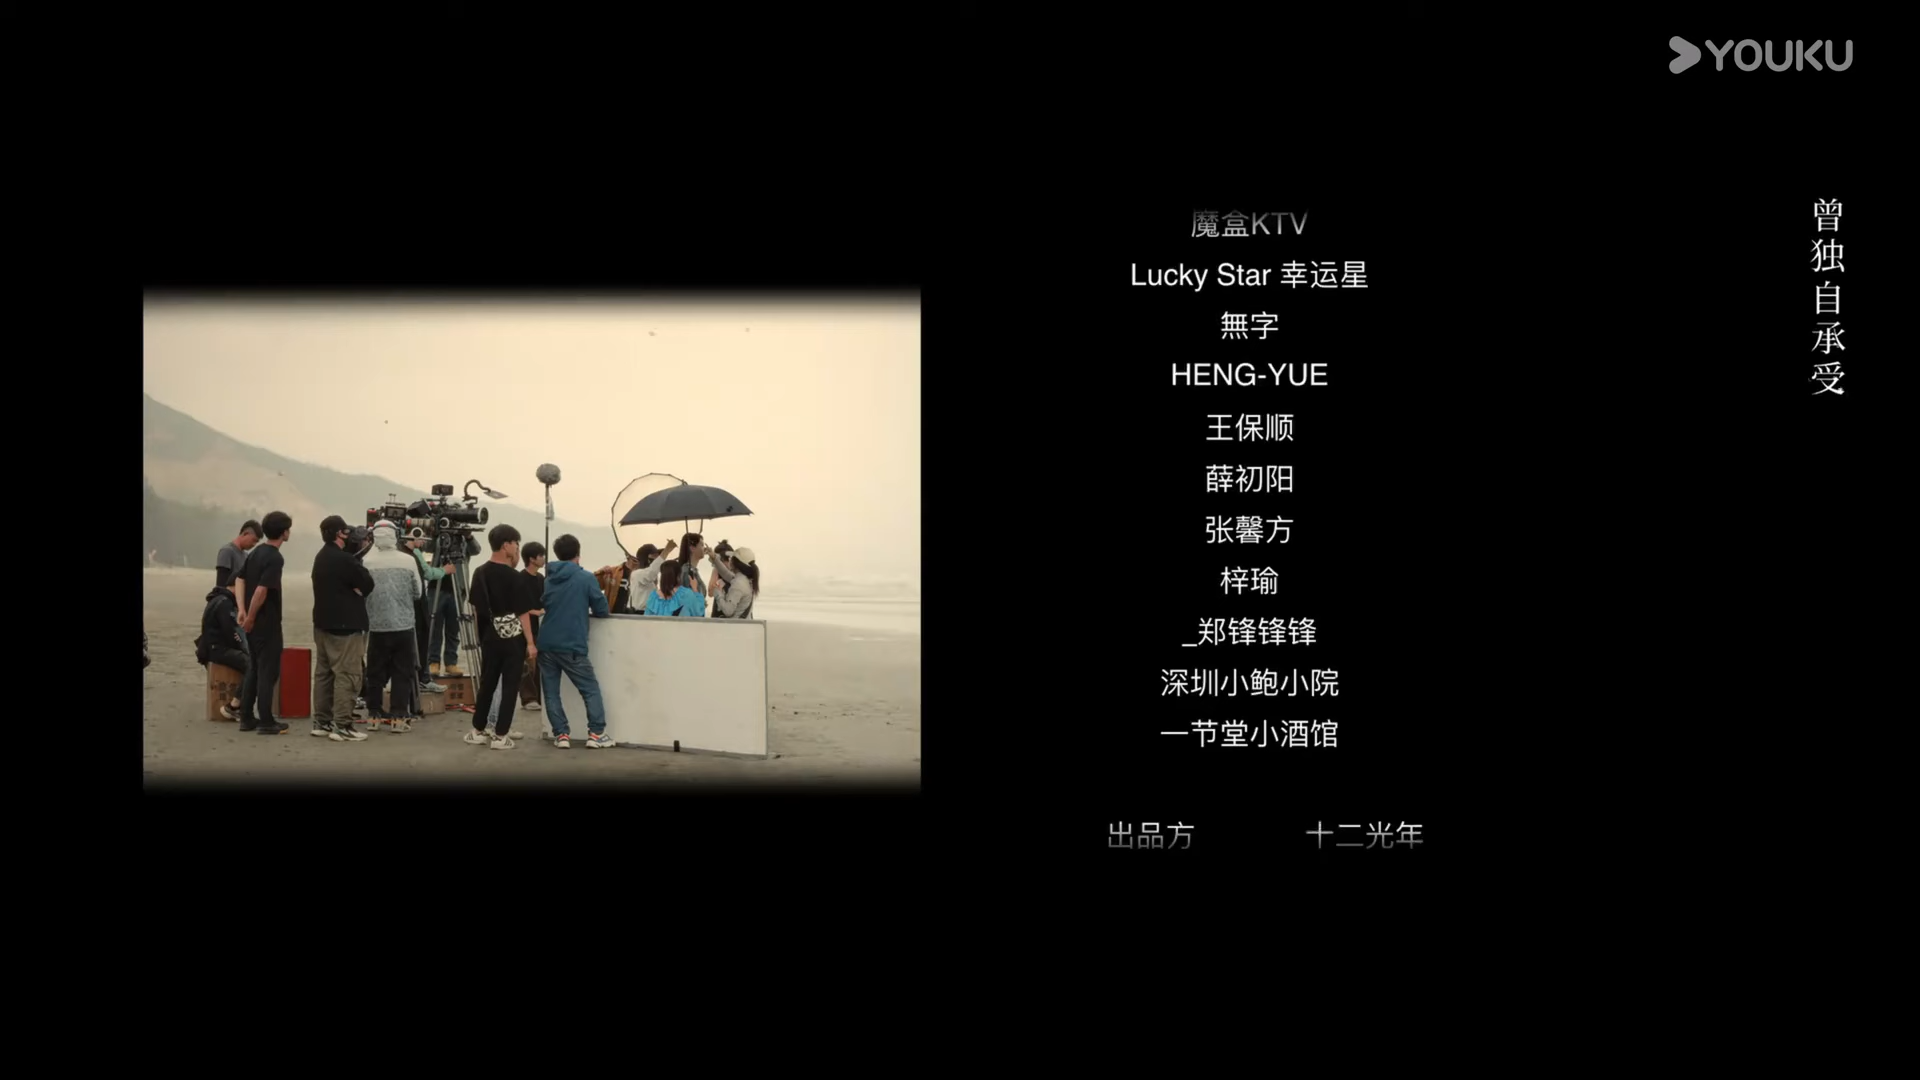 YOUKU
魔盒KTV
Lucky Star 幸运星
無字
HENG-YUE
王保顺
薛初阳
张馨方
梓瑜
_郑锋锋锋
深圳小鲍小院
一节堂小酒馆
出品方 十二光年
曾独自承受